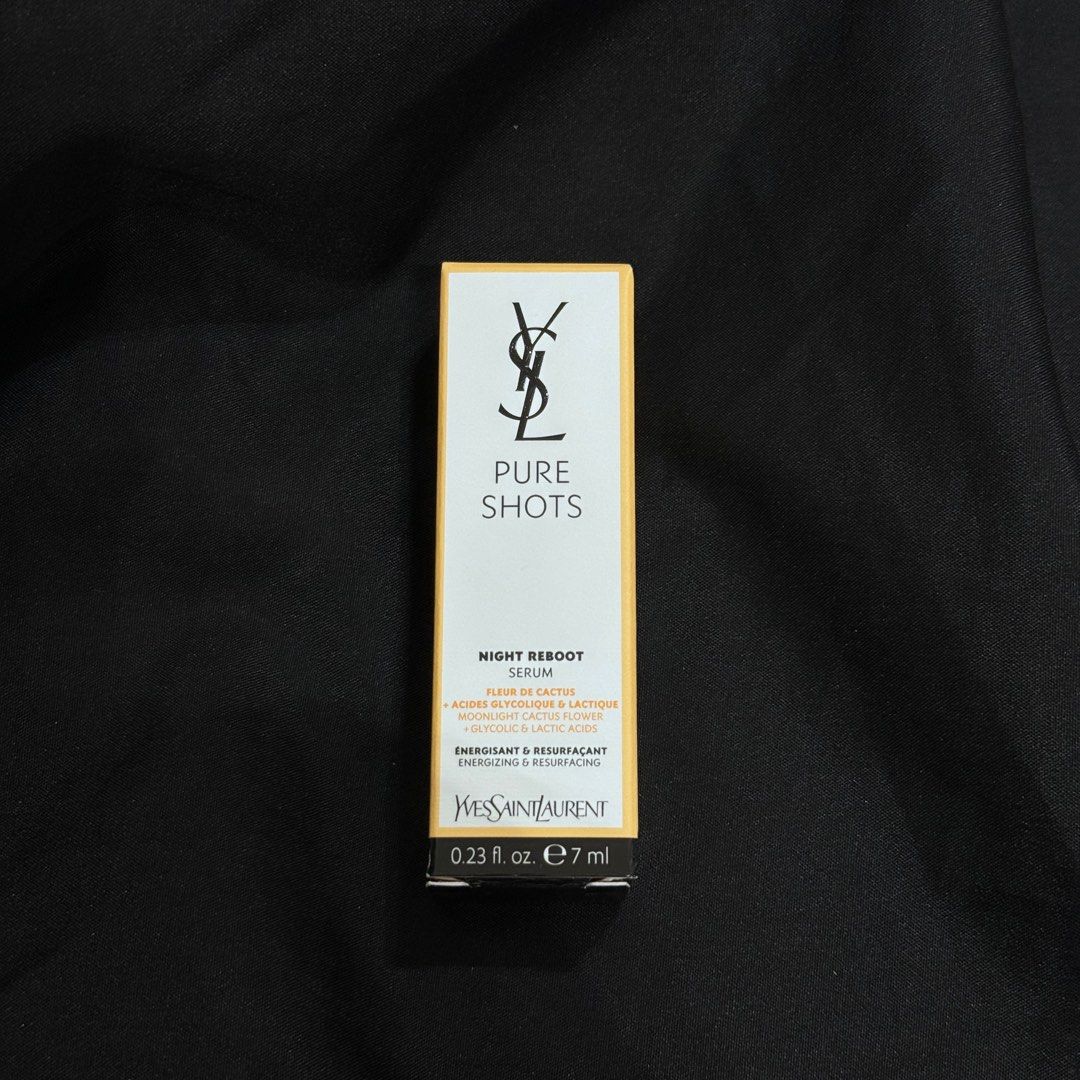 YSL
PURE
SHOTS
NIGHT REBOOT
SERUM
FLEUR DE CACTUS
+ ACIDES GLYCOLIQUE & LACTIQUE
MOONLIGHT CACTUS FLOWER
+ GLYCOLIC & LACTIC ACIDS
ÉNERGISANT & RESURFAÇANT
ENERGIZING & RESURFACING
YVESSAINTLAURENT
0.23 fl. oz. ℮ 7 ml